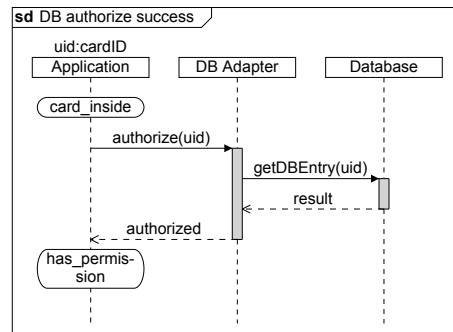 sd DB authorize success
uid:cardID
Application
DB Adapter
Database
card_inside
authorize(uid)
getDBEntry(uid)
result
authorized
has_permis-
sion